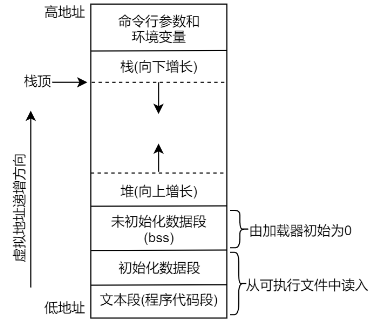 高地址
命令行参数和
环境变量
栈(向下增长)
栈顶
虚拟地址递增方向
堆(向上增长)
未初始化数据段
(bss)
由加载器初始为0
初始化数据段
从可执行文件中读入
文本段(程序代码段)
低地址